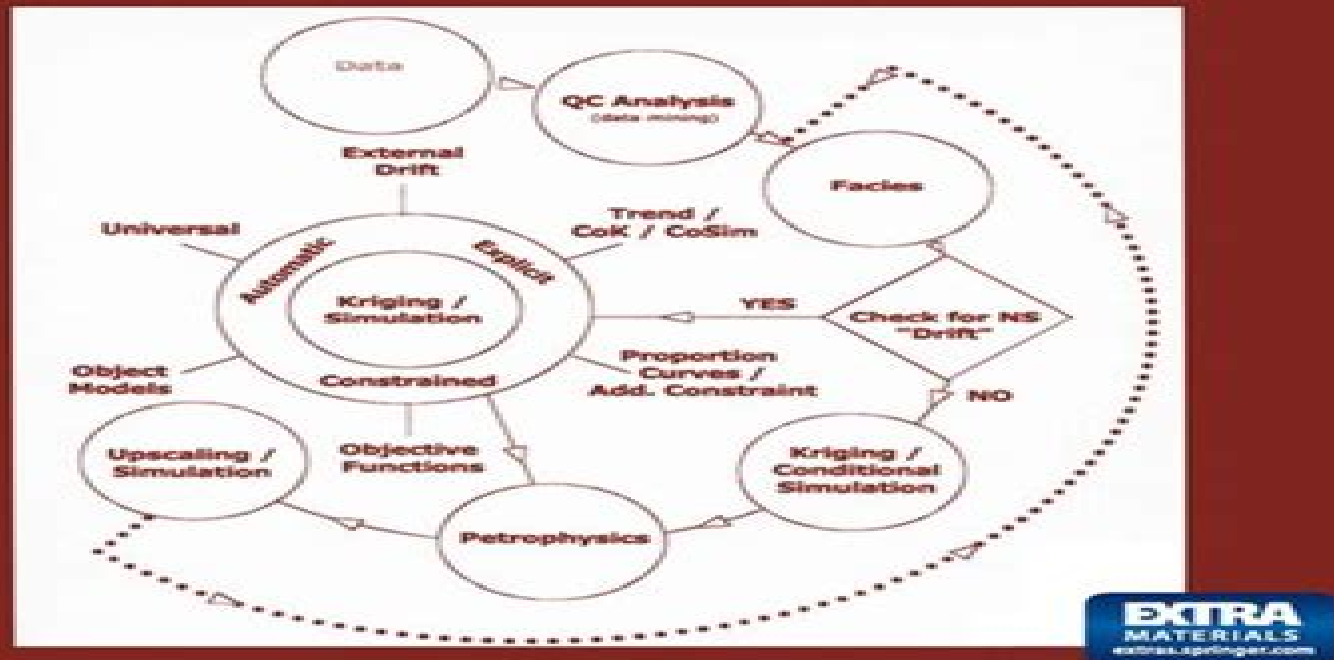 Data
QC Analysis
(data mining)
Facies
External
Drift
Universal
Trend /
CoK / CoSim
Automatic
Explicit
Kriging /
Simulation
Constrained
YES
Check for NS
"Drift"
NO
Object
Models
Proportion
Curves /
Add. Constraint
Upscaling /
Simulation
Objective
Functions
Kriging /
Conditional
Simulation
Petrophysics
EXTRA
MATERIALS
extras.springer.com